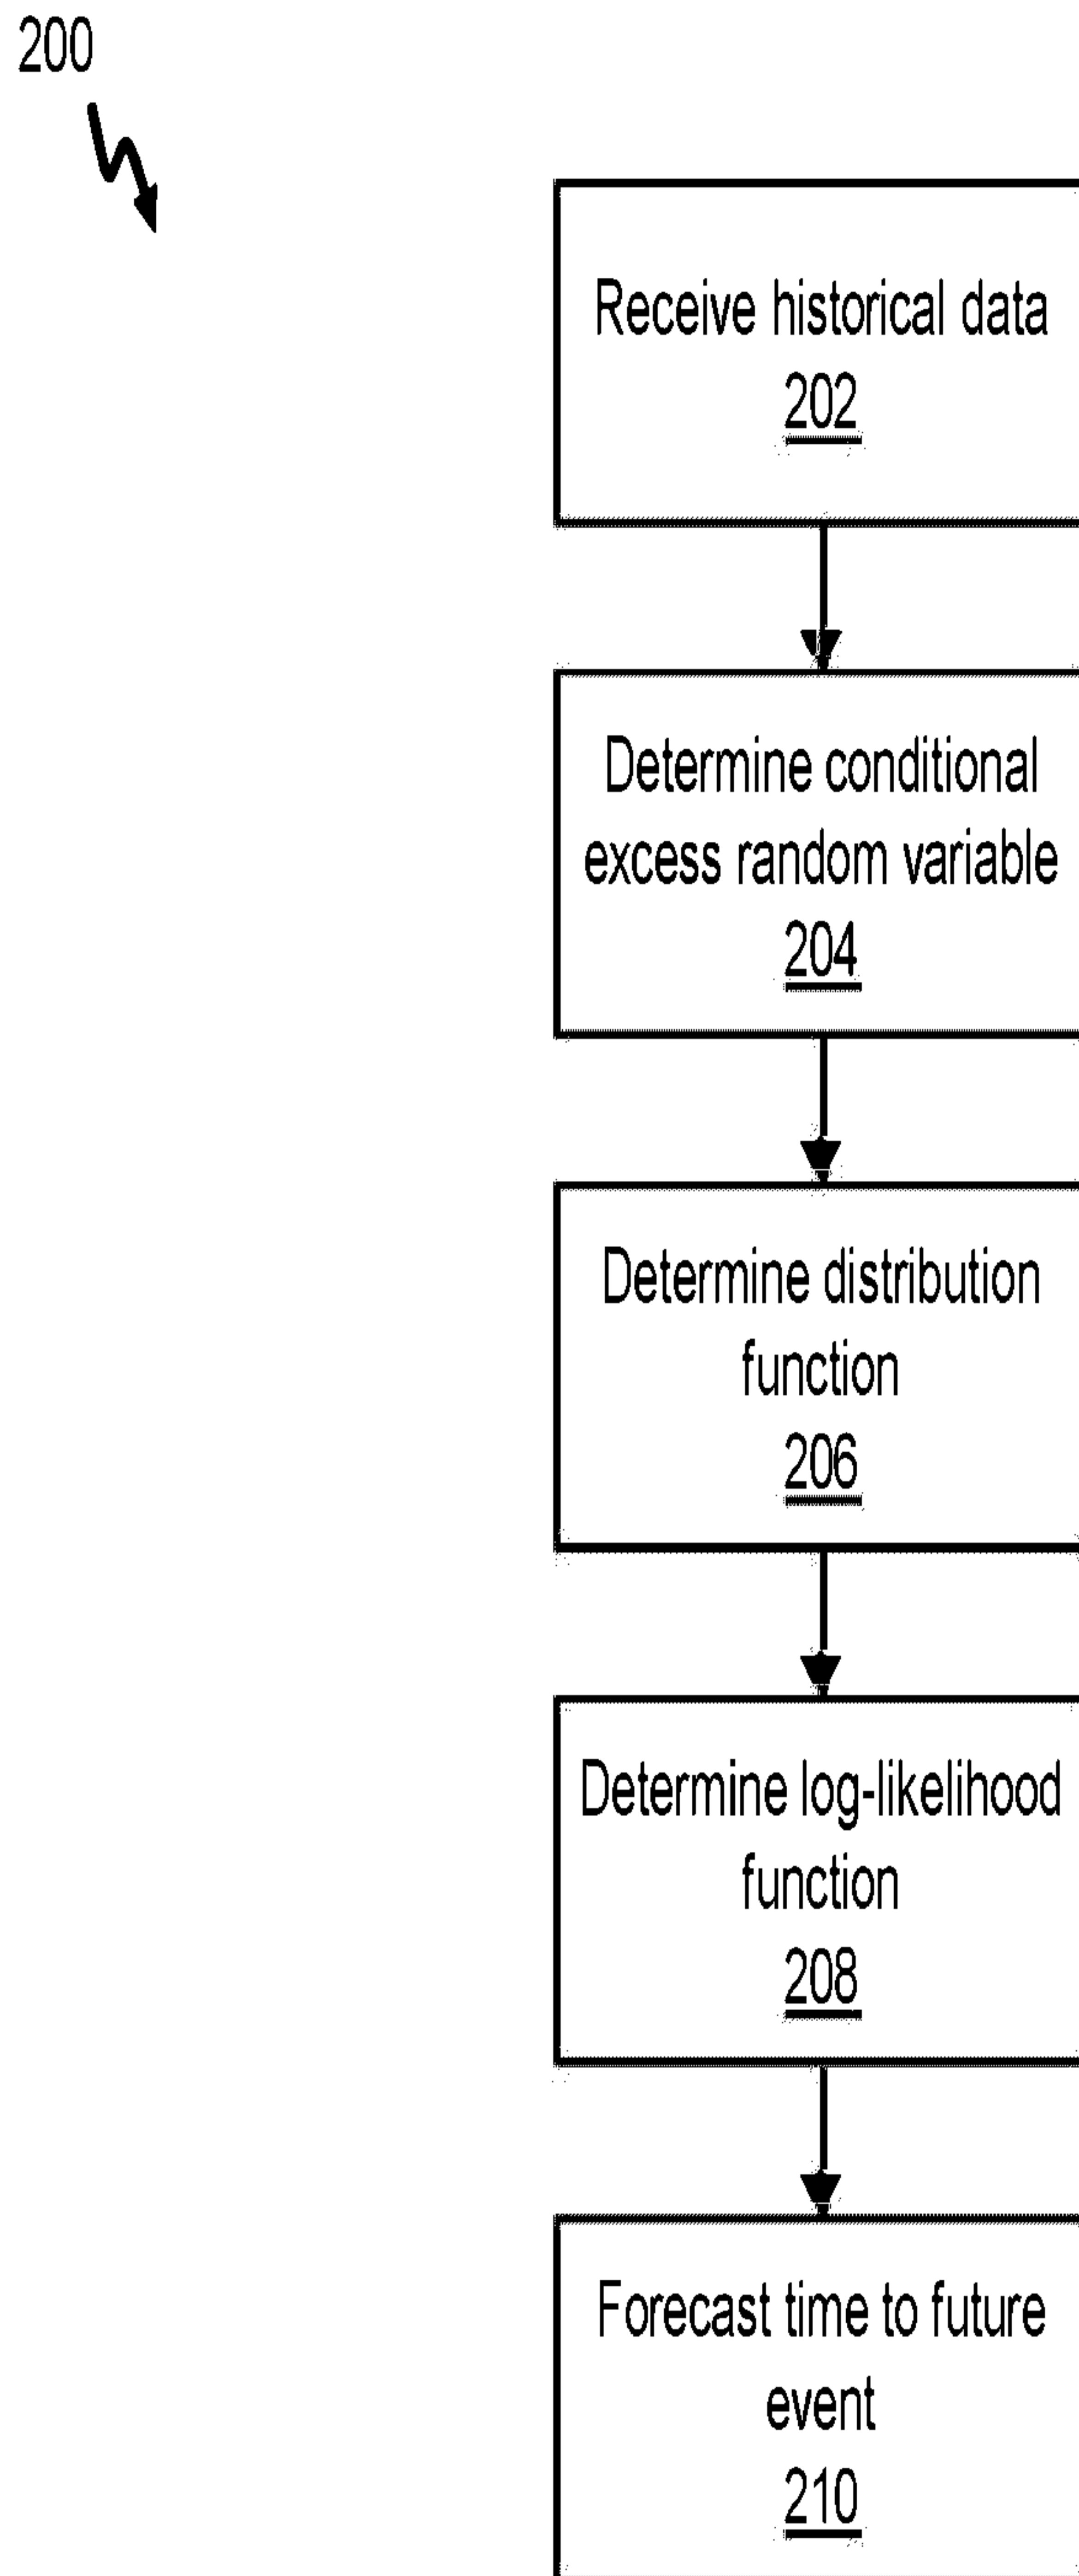 200
Receive historical data
202
Determine conditional
excess random variable
204
Determine distribution
function
206
Determine log-likelihood
function
208
Forecast time to future
event
210